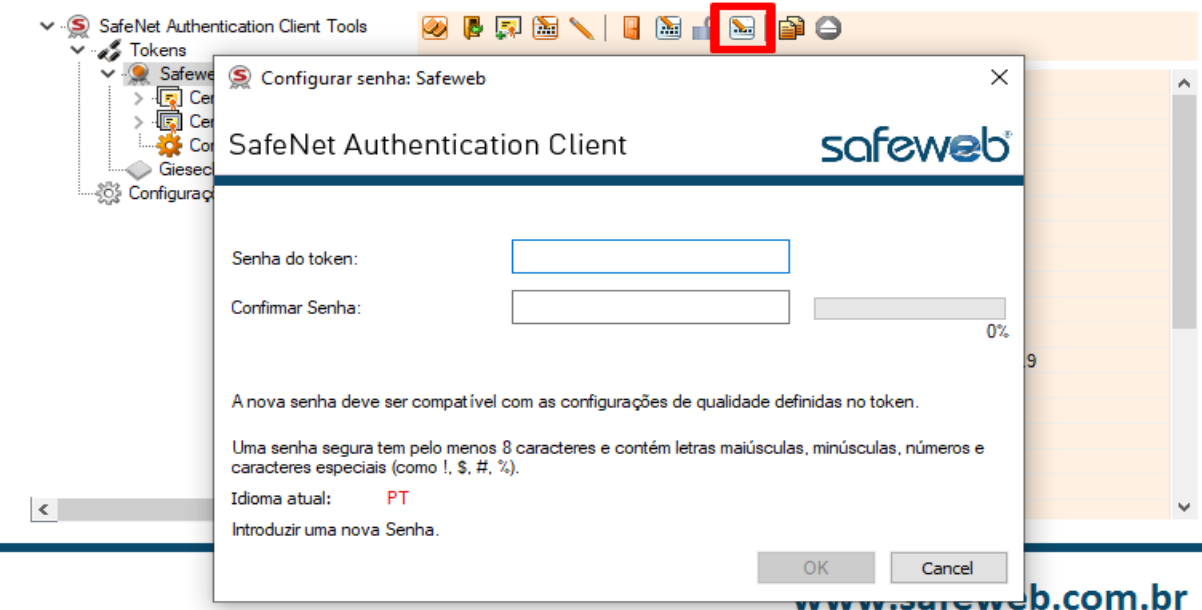 SafeNet Authentication Client Tools
Tokens
Configurar senha: Safeweb
SafeNet Authentication Client
safeweb
Senha do token:
Confirmar Senha:
0%
A nova senha deve ser compatível com as configurações de qualidade definidas no token.
Uma senha segura tem pelo menos 8 caracteres e contém letras maiúsculas, minúsculas, números e
caracteres especiais (como !, $, #, %).
Idioma atual: PT
Introduzir uma nova Senha.
OK Cancel
www.safeweb.com.br